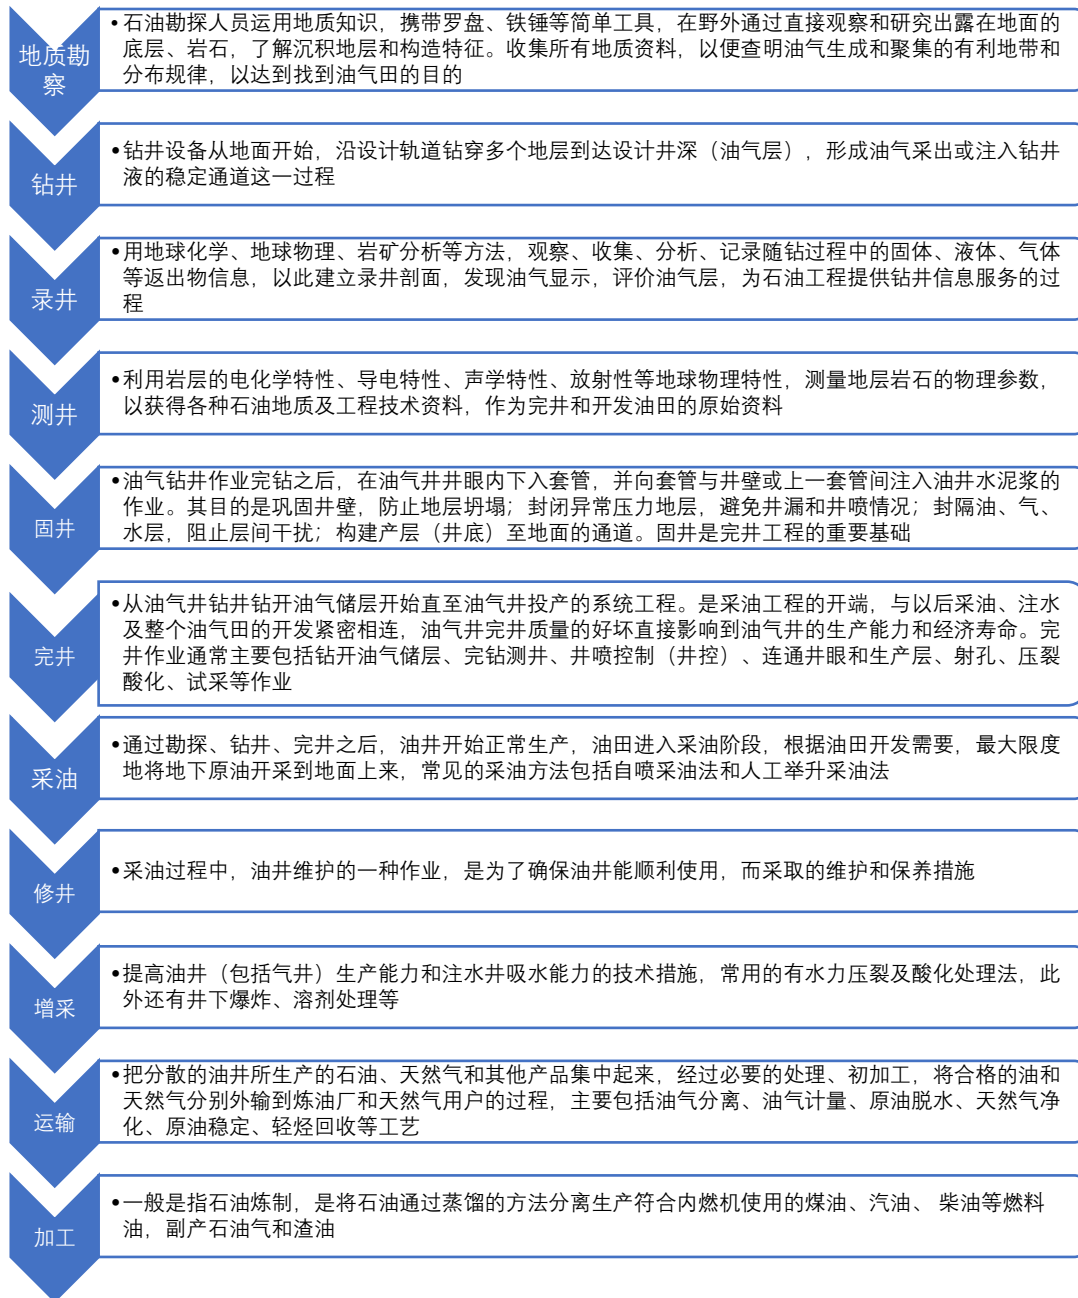 地质勘
察
•石油勘探人员运用地质知识，携带罗盘、铁锤等简单工具，在野外通过直接观察和研究出露在地面的
底层、岩石，了解沉积地层和构造特征。收集所有地质资料，以便查明油气生成和聚集的有利地带和
分布规律，以达到找到油气田的目的
钻井
•钻井设备从地面开始，沿设计轨道钻穿多个地层到达设计井深（油气层），形成油气采出或注入钻井
液的稳定通道这一过程
录井
•用地球化学、地球物理、岩矿分析等方法，观察、收集、分析、记录随钻过程中的固体、液体、气体
等返出物信息，以此建立录井剖面，发现油气显示，评价油气层，为石油工程提供钻井信息服务的过
程
测井
•利用岩层的电化学特性、导电特性、声学特性、放射性等地球物理特性，测量地层岩石的物理参数，
以获得各种石油地质及工程技术资料，作为完井和开发油田的原始资料
固井
•油气钻井作业完钻之后，在油气井井眼内下入套管，并向套管与井壁或上一套管间注入油井水泥浆的
作业。其目的是巩固井壁，防止地层坍塌；封闭异常压力地层，避免井漏和井喷情况；封隔油、气、
水层，阻止层间干扰；构建产层（井底）至地面的通道。固井是完井工程的重要基础
完井
•从油气井钻井钻开油气储层开始直至油气井投产的系统工程。是采油工程的开端，与以后采油、注水
及整个油气田的开发紧密相连，油气井完井质量的好坏直接影响到油气井的生产能力和经济寿命。完
井作业通常主要包括钻开油气储层、完钻测井、井喷控制（井控）、连通井眼和生产层、射孔、压裂
酸化、试采等作业
采油
•通过勘探、钻井、完井之后，油井开始正常生产，油田进入采油阶段，根据油田开发需要，最大限度
地将地下原油开采到地面上来，常见的采油方法包括自喷采油法和人工举升采油法
修井
•采油过程中，油井维护的一种作业，是为了确保油井能顺利使用，而采取的维护和保养措施
增采
•提高油井（包括气井）生产能力和注水井吸水能力的技术措施，常用的有水力压裂及酸化处理法，此
外还有井下爆炸、溶剂处理等
运输
•把分散的油井所生产的石油、天然气和其他产品集中起来，经过必要的处理、初加工，将合格的油和
天然气分别外输到炼油厂和天然气用户的过程，主要包括油气分离、油气计量、原油脱水、天然气净
化、原油稳定、轻烃回收等工艺
加工
•一般是指石油炼制，是将石油通过蒸馏的方法分离生产符合内燃机使用的煤油、汽油、 柴油等燃料
油，副产石油气和渣油